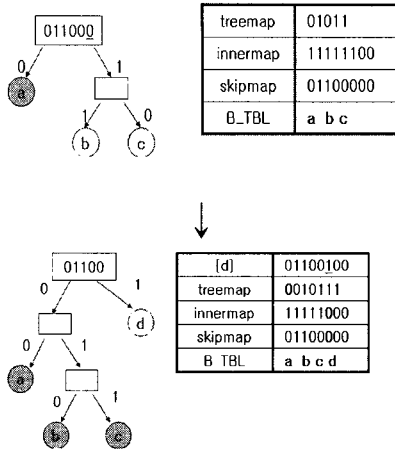 011000
0
1
a
1
0
b
c
treemap 01011
innermap 11111100
skipmap 01100000
B_TBL a b c
01100
0
1
d
0
1
a
0
1
b
c
[d] 01100100
treemap 0010111
innermap 11111000
skipmap 01100000
B_TBL a b c d